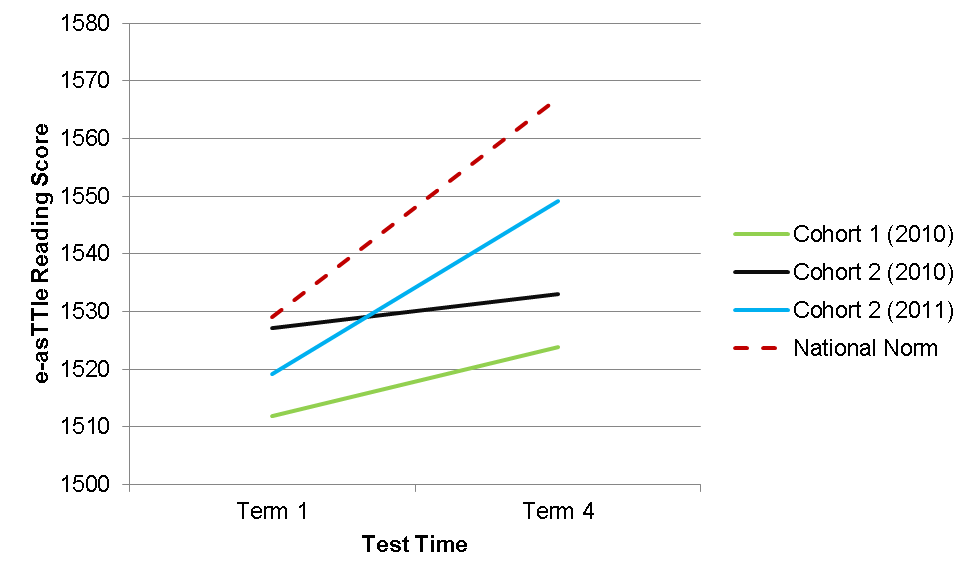 1580
1570
1560
1550
1540
1530
1520
1510
1500
e-asTTle Reading Score
Term 1
Term 4
Test Time
Cohort 1 (2010)
Cohort 2 (2010)
Cohort 2 (2011)
National Norm